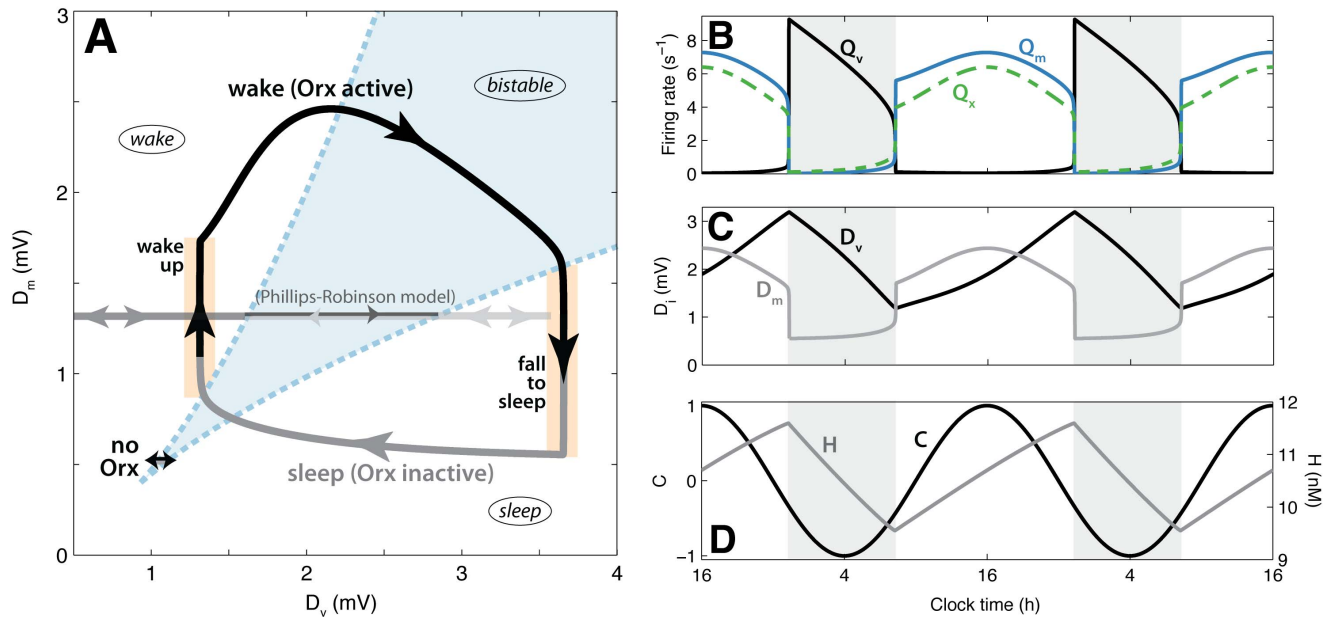 A
3
2
1
0
D_m (mV)
1
2
3
4
D_v (mV)
wake
wake (Orx active)
bistable
wake
up
(Phillips-Robinson model)
fall
to
sleep
no
Orx
sleep (Orx inactive)
sleep
B
Firing rate (s⁻¹)
8
6
4
2
0
Q_v
Q_m
Q_x
C
D_i (mV)
3
2
1
0
D_v
D_m
D
C
1
0
−1
H
C
12
11
10
9
H (nM)
16
4
16
4
16
Clock time (h)